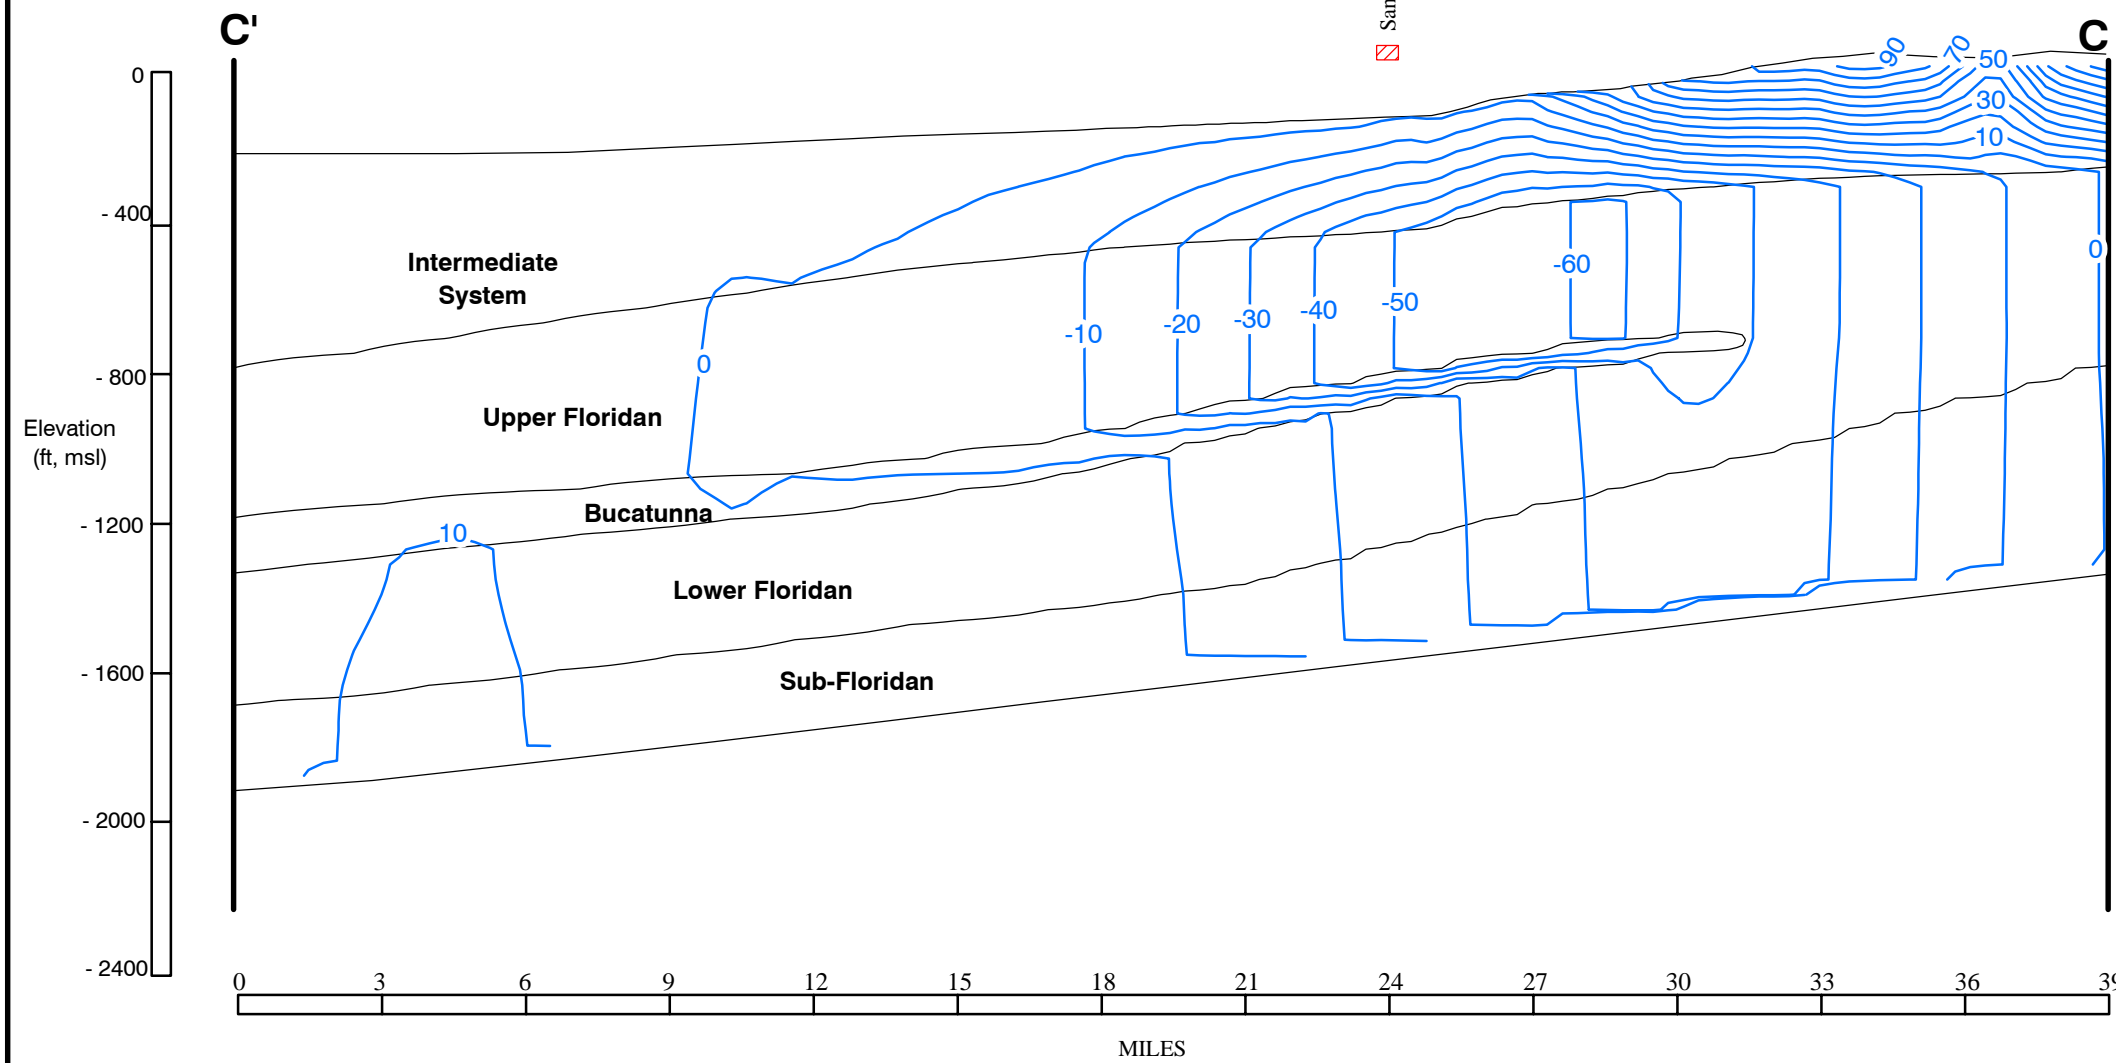 San
C'
C
0
- 400
- 800
- 1200
- 1600
- 2000
- 2400
Elevation
(ft, msl)
90
70
50
30
10
Intermediate
System
0
-10
-20
-30
-40
-50
-60
0
Upper Floridan
Bucatunna
10
Lower Floridan
Sub-Floridan
0 3 6 9 12 15 18 21 24 27 30 33 36 39
MILES